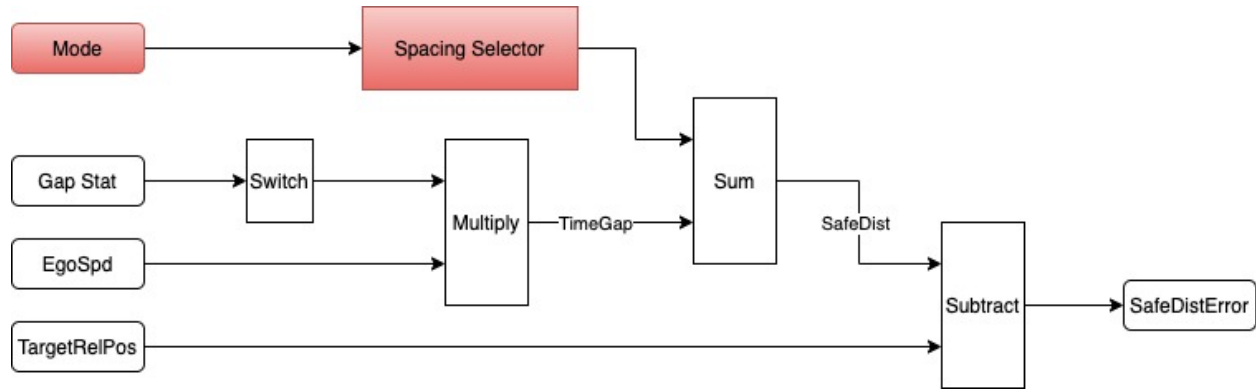 Mode
Spacing Selector
Gap Stat
Switch
Multiply
TimeGap
Sum
SafeDist
EgoSpd
TargetRelPos
Subtract
SafeDistError